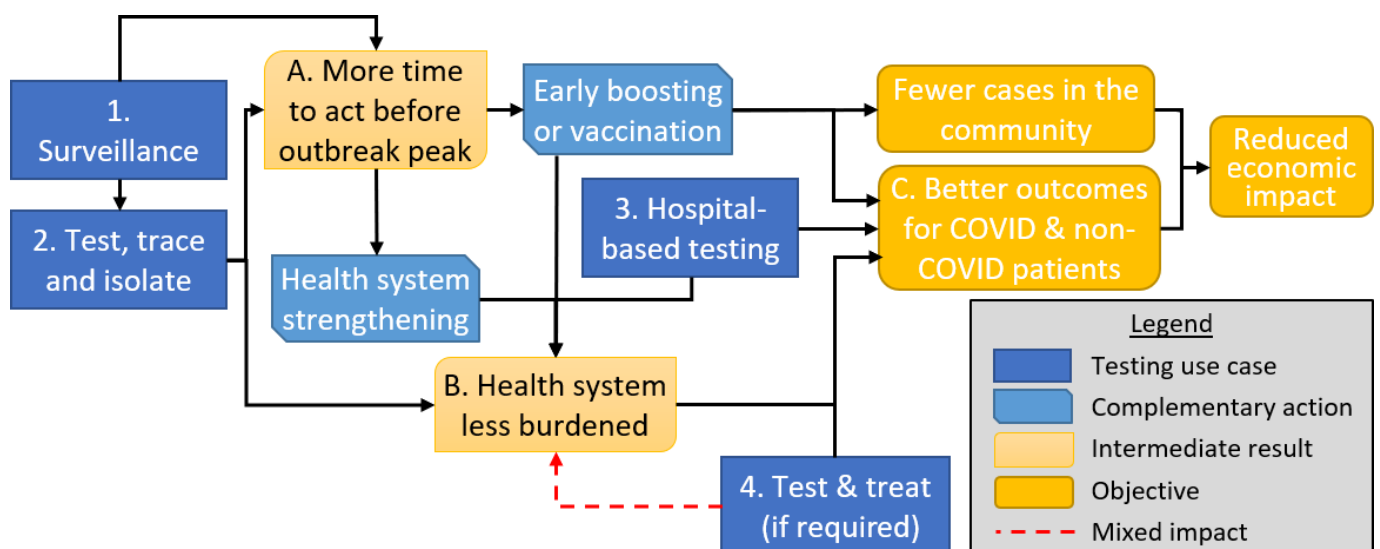 1.
Surveillance
2. Test, trace
and isolate
A. More time
to act before
outbreak peak
Health system
strengthening
Early boosting
or vaccination
B. Health system
less burdened
3. Hospital-
based testing
4. Test & treat
(if required)
Fewer cases in the
community
C. Better outcomes
for COVID & non-
COVID patients
Reduced
economic
impact
Legend
Testing use case
Complementary action
Intermediate result
Objective
Mixed impact